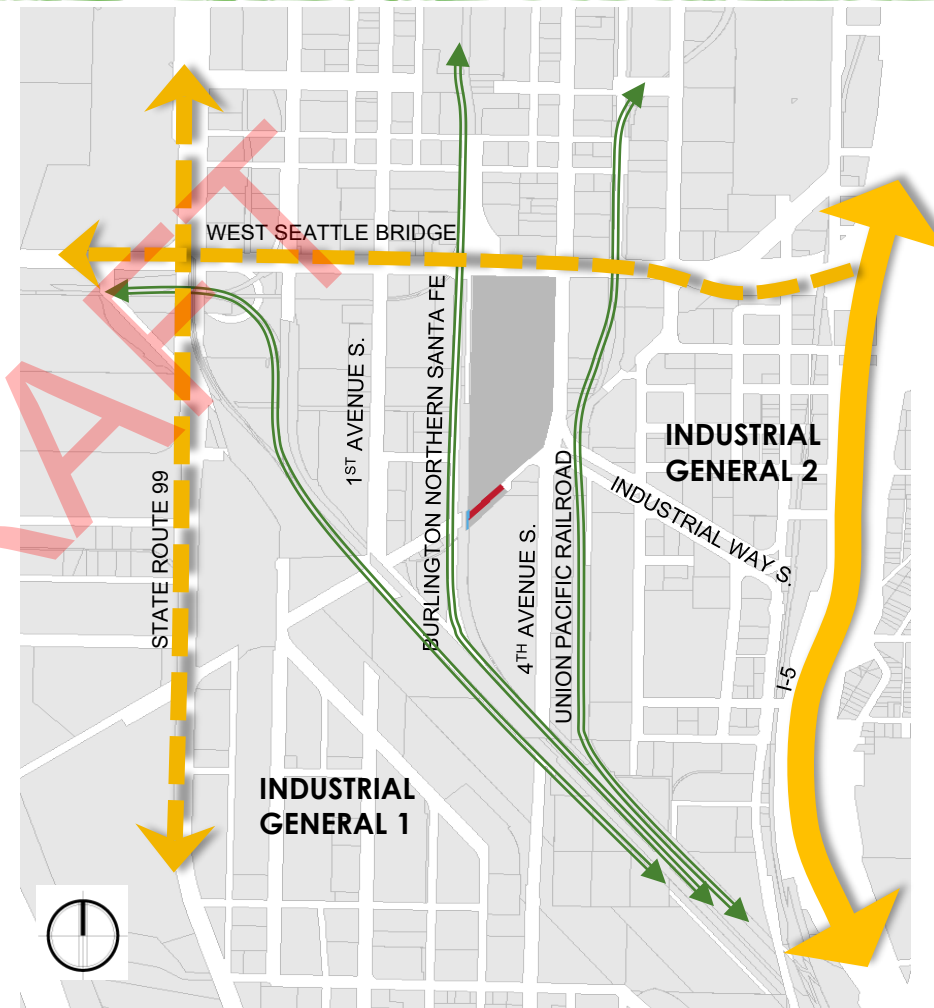 WEST SEATTLE BRIDGE
AFT
STATE ROUTE 99
1ST AVENUE S.
BURLINGTON NORTHERN SANTA FE
4TH AVENUE S.
UNION PACIFIC RAILROAD
INDUSTRIAL
GENERAL 2
INDUSTRIAL WAY S.
I-5
INDUSTRIAL
GENERAL 1